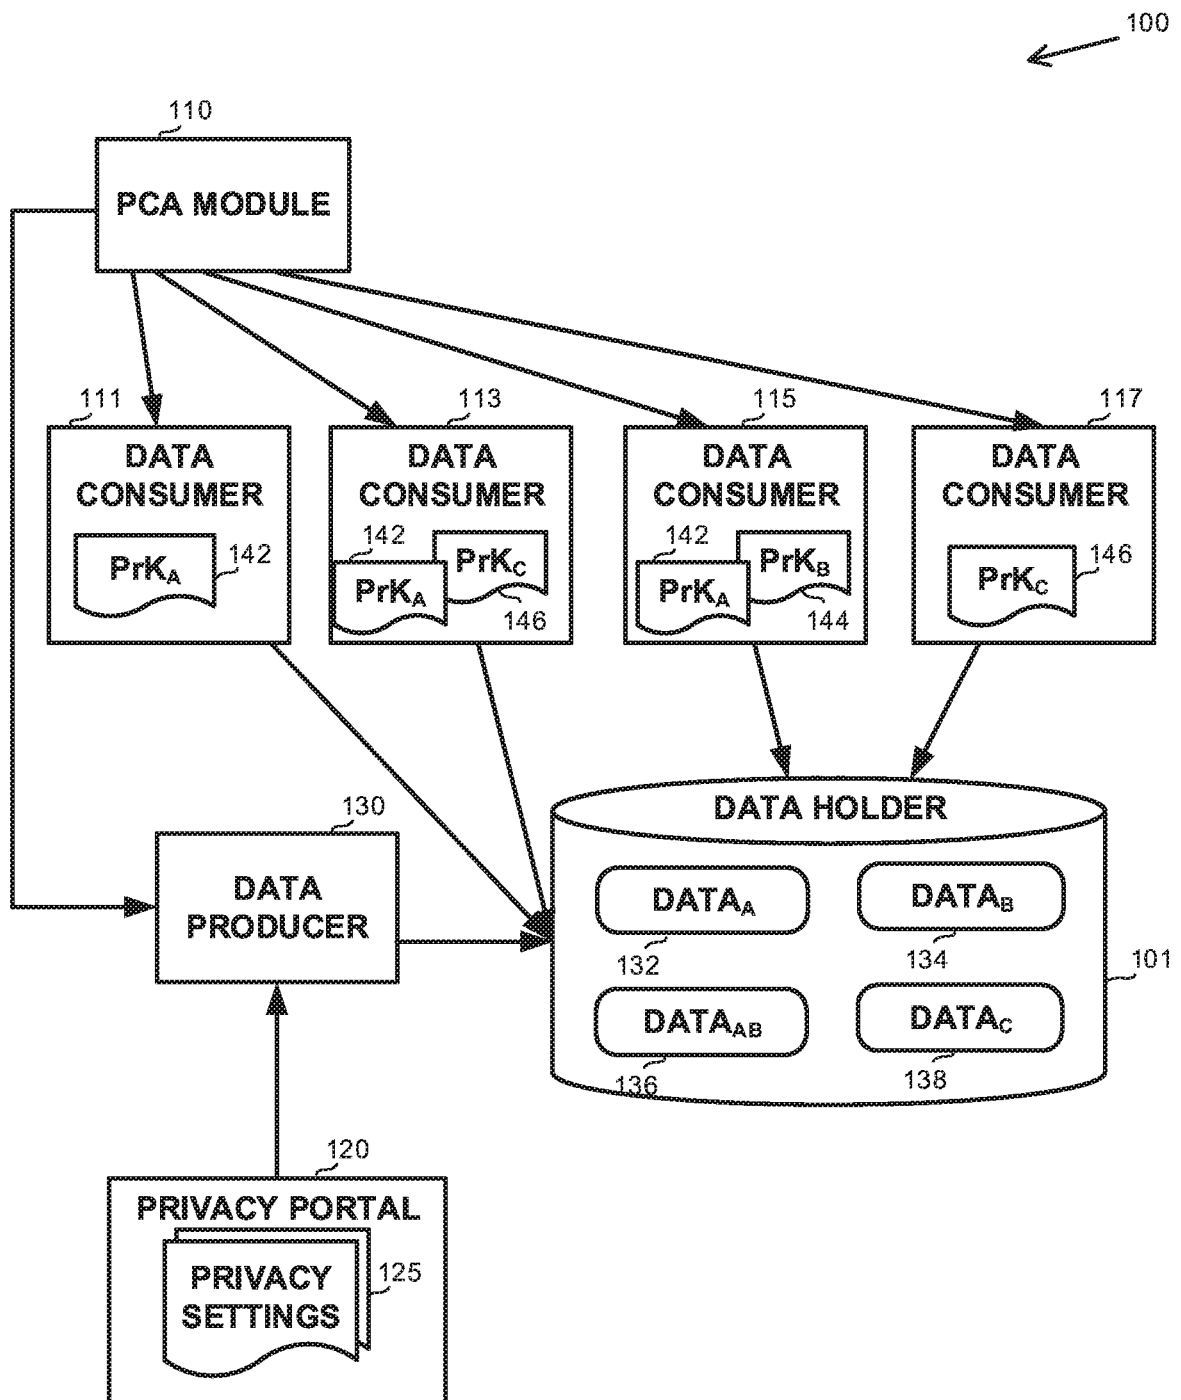 100
110
PCA MODULE
111
113
115
117
DATA
CONSUMER
PrKA
142
DATA
CONSUMER
142
PrKC
PrKA
146
DATA
CONSUMER
142
PrKB
PrKA
144
DATA
CONSUMER
PrKC
146
130
DATA
PRODUCER
DATA HOLDER
DATAA
132
DATAB
134
101
DATAAB
136
DATAC
138
120
PRIVACY PORTAL
PRIVACY
SETTINGS
125